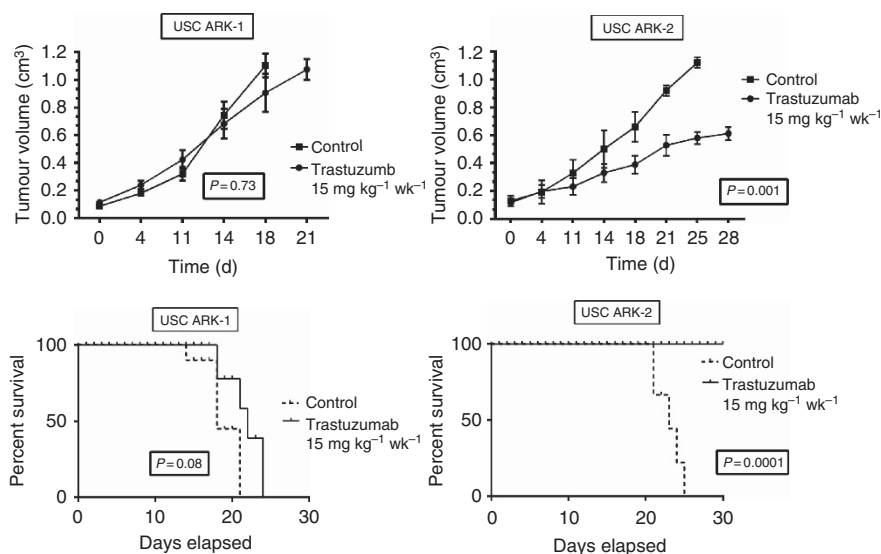 USC ARK-1
Tumour volume (cm³)
1.2
1.0
0.8
0.6
0.4
0.2
0.0
0 4 11 14 18 21
Time (d)
Control
Trastuzumb
15 mg kg⁻¹ wk⁻¹
P = 0.73
USC ARK-2
Tumour volume (cm³)
1.2
1.0
0.8
0.6
0.4
0.2
0.0
0 4 11 14 18 21 25 28
Time (d)
Control
Trastuzumab
15 mg kg⁻¹ wk⁻¹
P = 0.001
USC ARK-1
Percent survival
100
50
0
0 10 20 30
Days elapsed
Control
Trastuzumab
15 mg kg⁻¹ wk⁻¹
P = 0.08
USC ARK-2
Percent survival
100
50
0
0 10 20 30
Days elapsed
Control
Trastuzumab
15 mg kg⁻¹ wk⁻¹
P = 0.0001